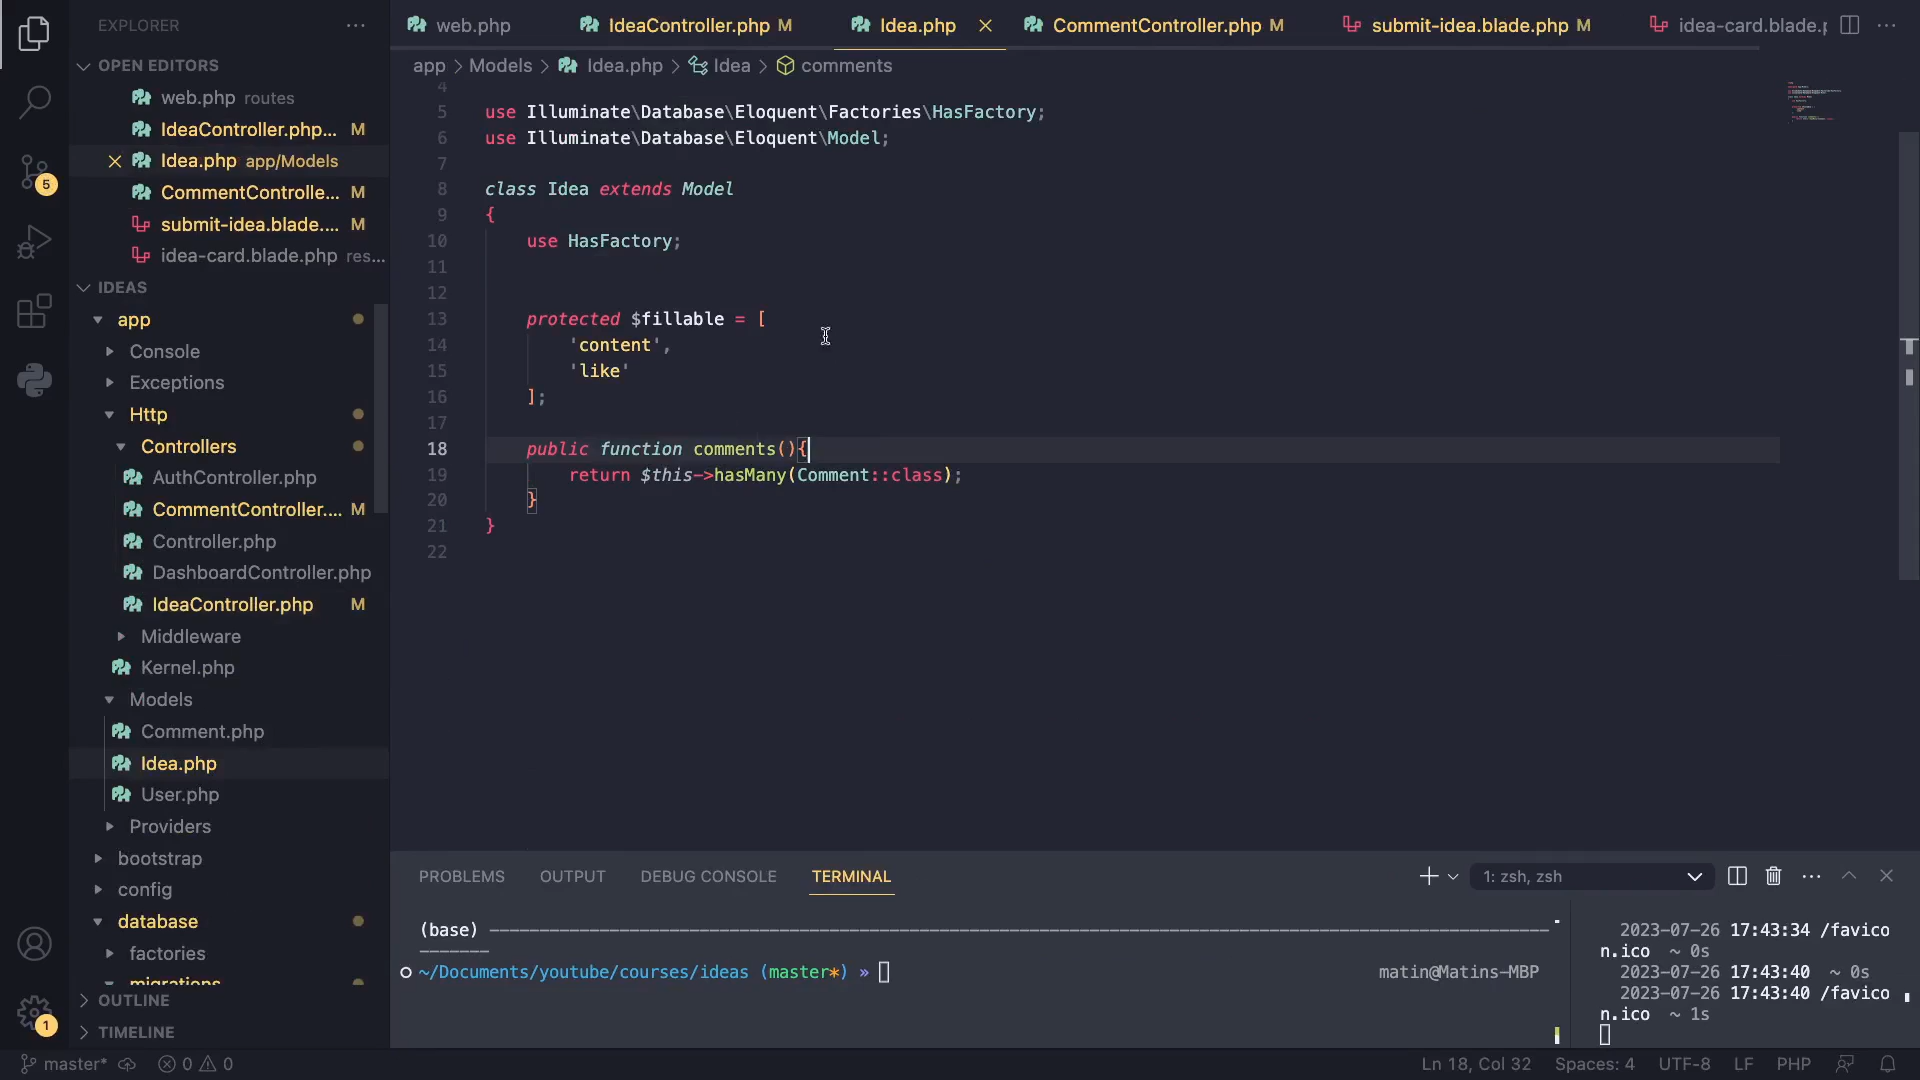 EXPLORER
web.php
IdeaController.php M
Idea.php
CommentController.php M
submit-idea.blade.php M
idea-card.blade.p
OPEN EDITORS
web.php routes
IdeaController.php... M
Idea.php app/Models
CommentControlle... M
submit-idea.blade.... M
idea-card.blade.php res...
IDEAS
app
Console
Exceptions
Http
Controllers
AuthController.php
CommentController.... M
Controller.php
DashboardController.php
IdeaController.php M
Middleware
Kernel.php
Models
Comment.php
Idea.php
User.php
Providers
bootstrap
config
database
factories
migrations
OUTLINE
TIMELINE
5
1
app > Models > Idea.php > Idea > comments
4
5 use Illuminate\Database\Eloquent\Factories\HasFactory;
6 use Illuminate\Database\Eloquent\Model;
7
8 class Idea extends Model
9 {
10 use HasFactory;
11
12
13 protected $fillable = [
14 'content',
15 'like'
16 ];
17
18 public function comments(){
19 return $this->hasMany(Comment::class);
20 }
21 }
22
PROBLEMS OUTPUT DEBUG CONSOLE TERMINAL
1: zsh, zsh
(base)
~/Documents/youtube/courses/ideas (master*) » matin@Matins-MBP
2023-07-26 17:43:34 /favico
n.ico ~ 0s
2023-07-26 17:43:40 ~ 0s
2023-07-26 17:43:40 /favico
n.ico ~ 1s
master* 0 0
Ln 18, Col 32 Spaces: 4 UTF-8 LF PHP